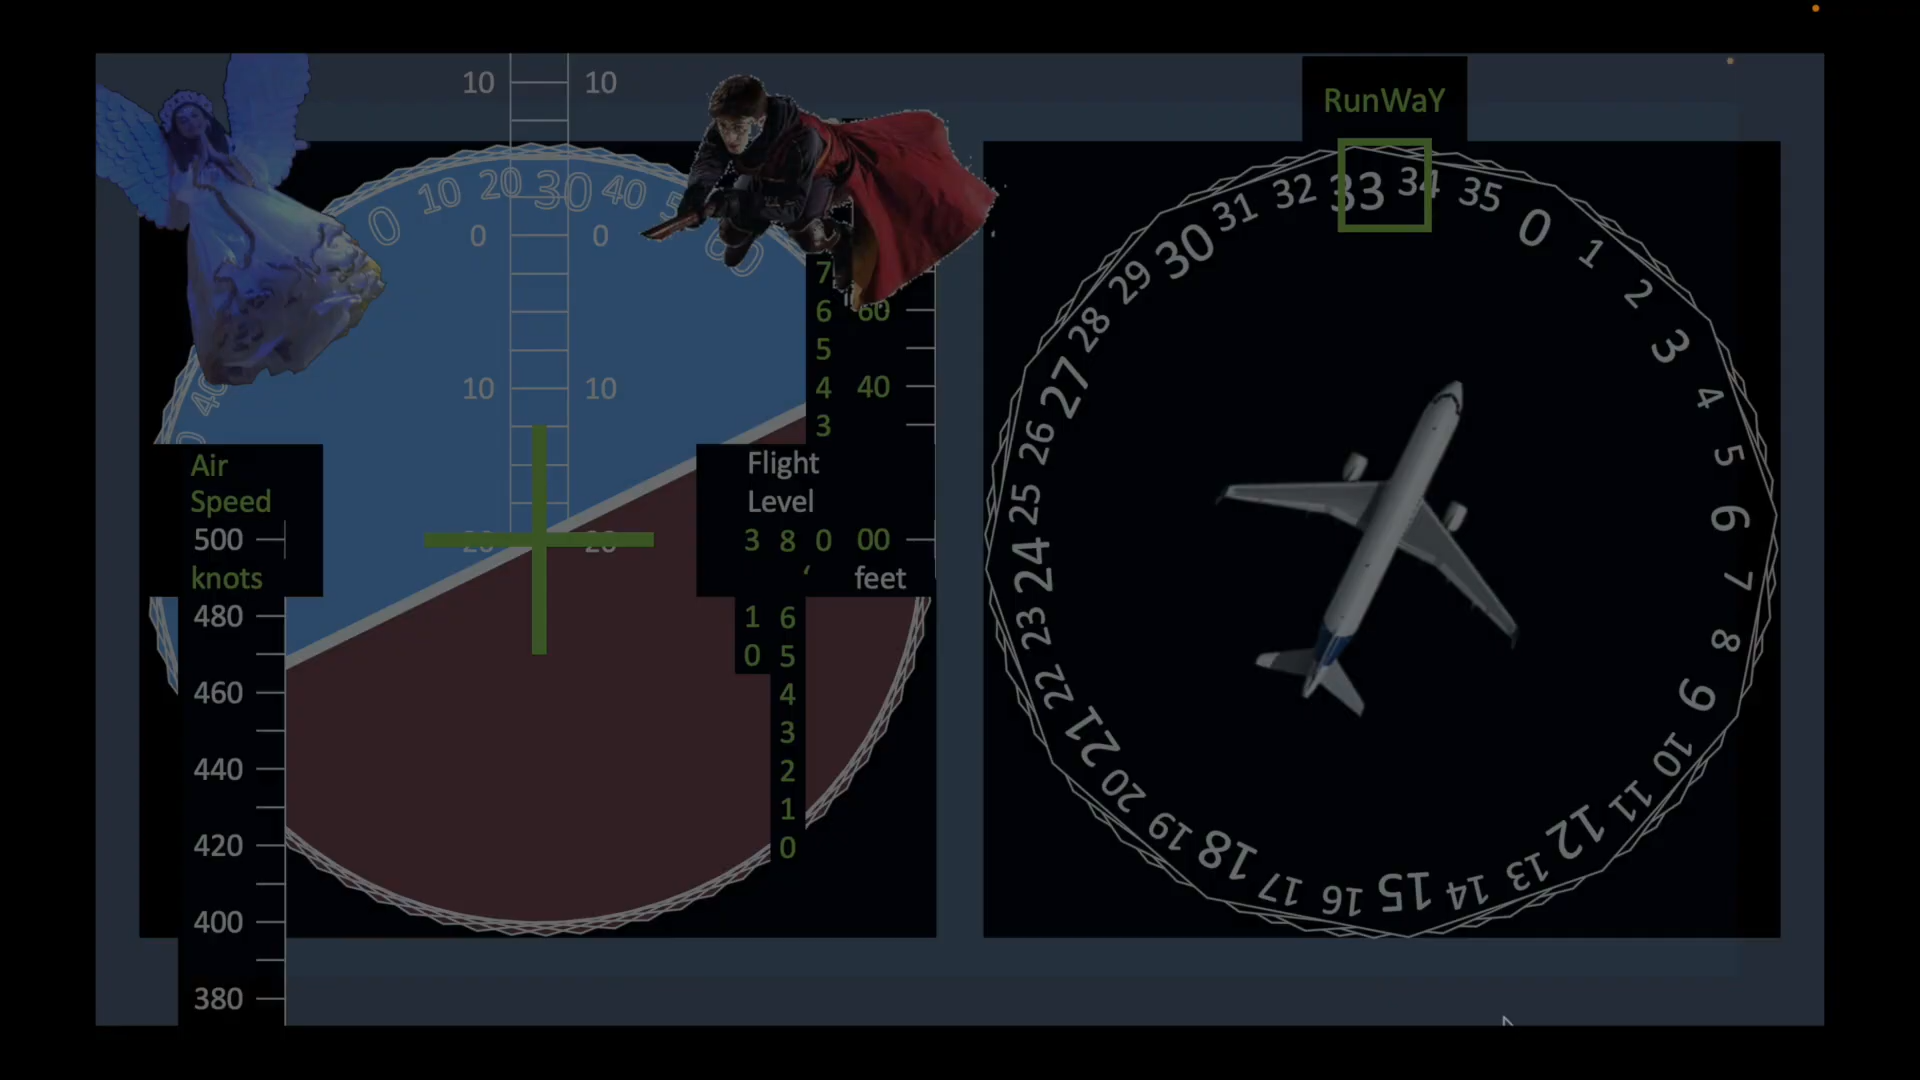 10 10
RunWaY
0 10 20 30 40
0 0
7
6 60
5
4 40
3
10 10
40
Air
Speed
500
knots
480
460
440
420
400
380
20 20
Flight
Level
3 8 0 00
‘ feet
1 6
0 5
4
3
2
1
0
33 34 35 0 1 2 3 4 5 6 7 8 9 10 11 12 13 14 15 16 17 18 19 20 21 22 23 24 25 26 27 28 29 30 31 32